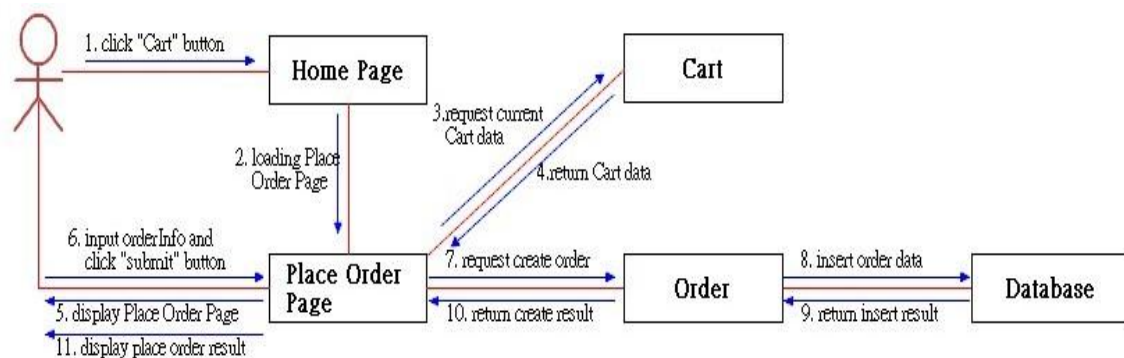 1. click "Cart" button
Home Page
Cart
3.request current
Cart data
2. loading Place
Order Page
4.return Cart data
6. input orderInfo and
click "submit" button
Place Order
Page
7. request create order
Order
8. insert order data
Database
5. display Place Order Page
10. return create result
9. return insert result
11. display place order result